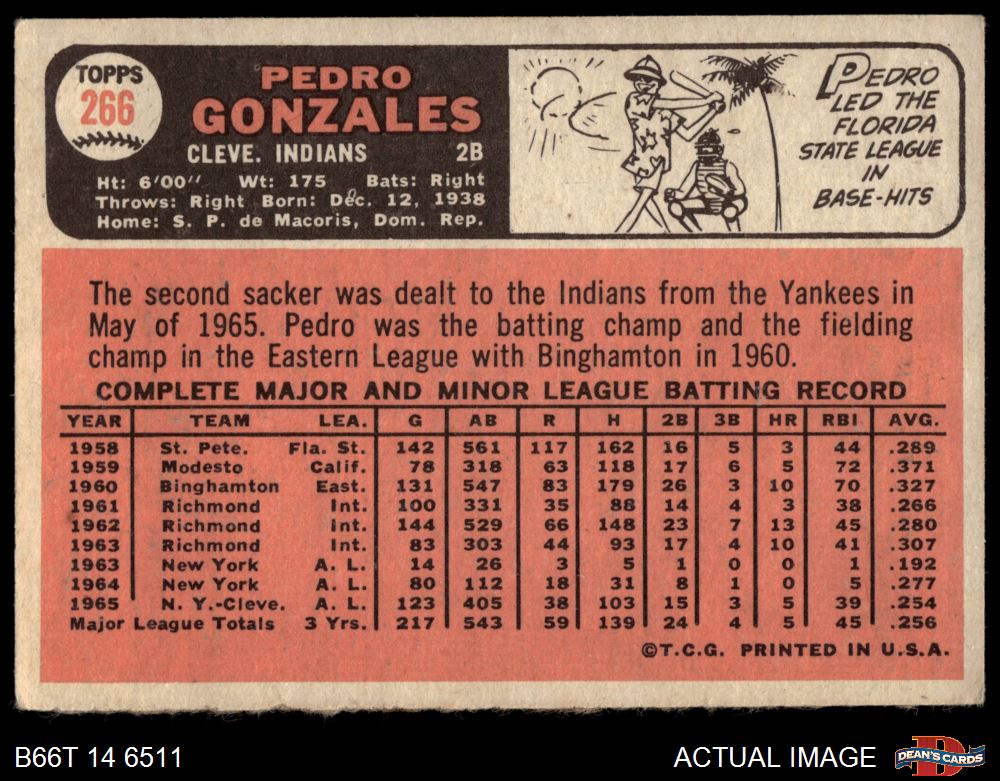 TOPPS
266
PEDRO
GONZALES
CLEVE. INDIANS 2B
Ht: 6'00" Wt: 175 Bats: Right
Throws: Right Born: Dec. 12, 1938
Home: S. P. de Macoris, Dom. Rep.
PEDRO
LED THE
FLORIDA
STATE LEAGUE
IN
BASE-HITS
The second sacker was dealt to the Indians from the Yankees in
May of 1965. Pedro was the batting champ and the fielding
champ in the Eastern League with Binghamton in 1960.
COMPLETE MAJOR AND MINOR LEAGUE BATTING RECORD
YEAR TEAM LEA. G AB R H 2B 3B HR RBI AVG.
1958 St. Pete. Fla. St. 142 561 117 162 16 5 3 44 .289
1959 Modesto Calif. 78 318 63 118 17 6 5 72 .371
1960 Binghamton East. 131 547 83 179 26 3 10 70 .327
1961 Richmond Int. 100 331 35 88 14 4 3 38 .266
1962 Richmond Int. 144 529 66 148 23 7 13 45 .280
1963 Richmond Int. 83 303 44 93 17 4 10 41 .307
1963 New York A. L. 14 26 3 5 1 0 0 1 .192
1964 New York A. L. 80 112 18 31 8 1 0 5 .277
1965 N. Y.-Cleve. A. L. 123 405 38 103 15 3 5 39 .254
Major League Totals 3 Yrs. 217 543 59 139 24 4 5 45 .256
©T.C.G. PRINTED IN U.S.A.
B66T 14 6511
ACTUAL IMAGE
DEAN'S CARDS